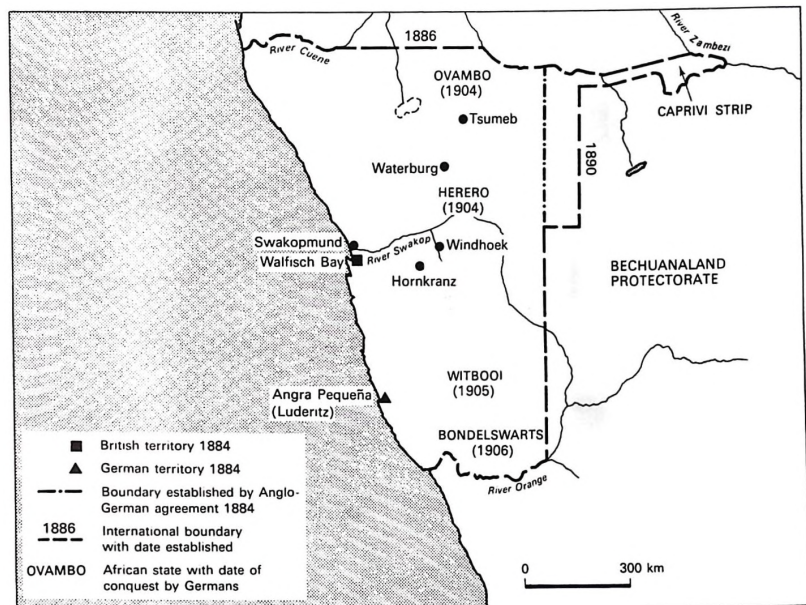 1886
River Cuene
River Zambezi
OVAMBO
(1904)
CAPRIVI STRIP
Tsumeb
1890
Waterburg
HERERO
(1904)
Swakopmund
River Swakop
Windhoek
Walfisch Bay
Hornkranz
BECHUANALAND
PROTECTORATE
WITBOOI
(1905)
Angra Pequeña
(Luderitz)
BONDELSWARTS
(1906)
River Orange
British territory 1884
German territory 1884
Boundary established by Anglo-
German agreement 1884
1886 International boundary
with date established
OVAMBO African state with date of
conquest by Germans
0 300 km